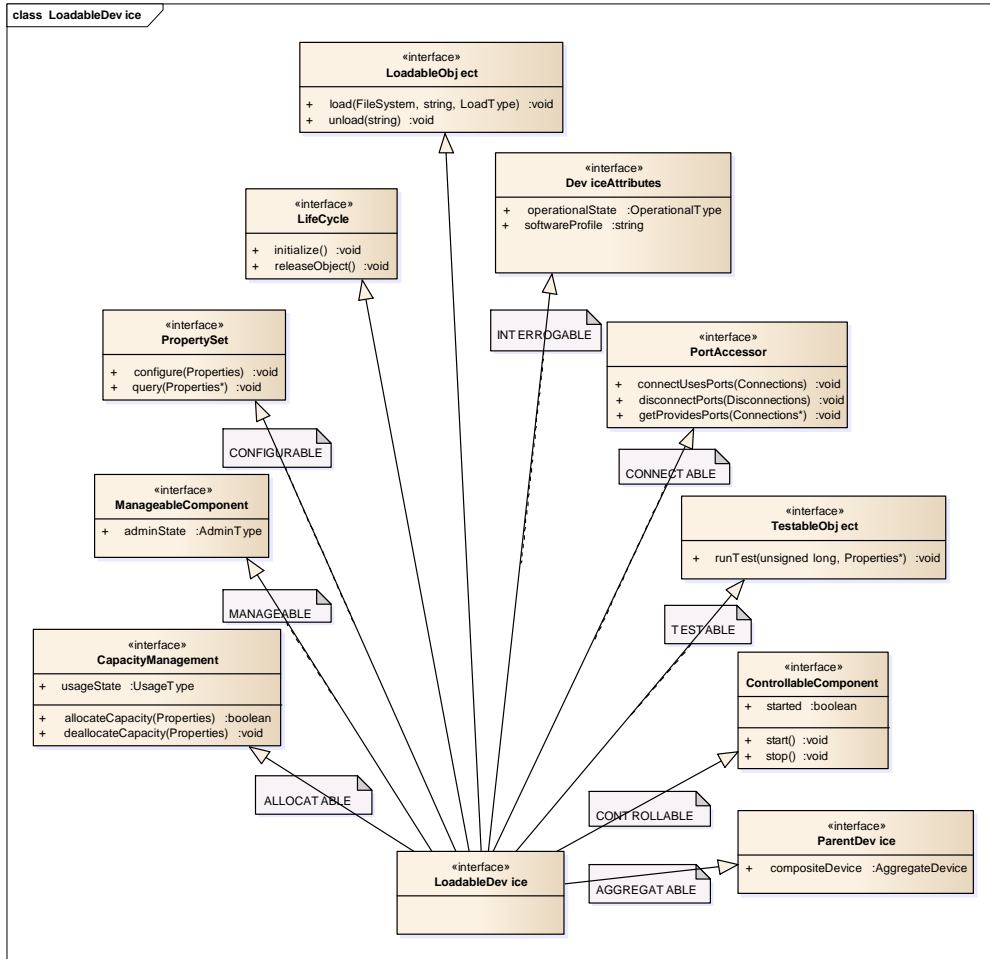 class LoadableDevice
«interface»
LoadableObject
+ load(FileSystem, string, LoadType) :void
+ unload(string) :void
«interface»
DeviceAttributes
+ operationalState :OperationalType
+ softwareProfile :string
«interface»
LifeCycle
+ initialize() :void
+ releaseObject() :void
INTERROGABLE
«interface»
PropertySet
+ configure(Properties) :void
+ query(Properties*) :void
«interface»
PortAccessor
+ connectUsesPorts(Connections) :void
+ disconnectPorts(Disconnections) :void
+ getProvidesPorts(Connections*) :void
CONFIGURABLE
CONNECTABLE
«interface»
ManageableComponent
+ adminState :AdminType
«interface»
TestableObject
+ runTest(unsigned long, Properties*) :void
MANAGEABLE
TESTABLE
«interface»
CapacityManagement
+ usageState :UsageType
+ allocateCapacity(Properties) :boolean
+ deallocateCapacity(Properties) :void
«interface»
ControllableComponent
+ started :boolean
+ start() :void
+ stop() :void
ALLOCATABLE
CONTROLLABLE
«interface»
ParentDevice
+ compositeDevice :AggregateDevice
«interface»
LoadableDevice
AGGREGATABLE